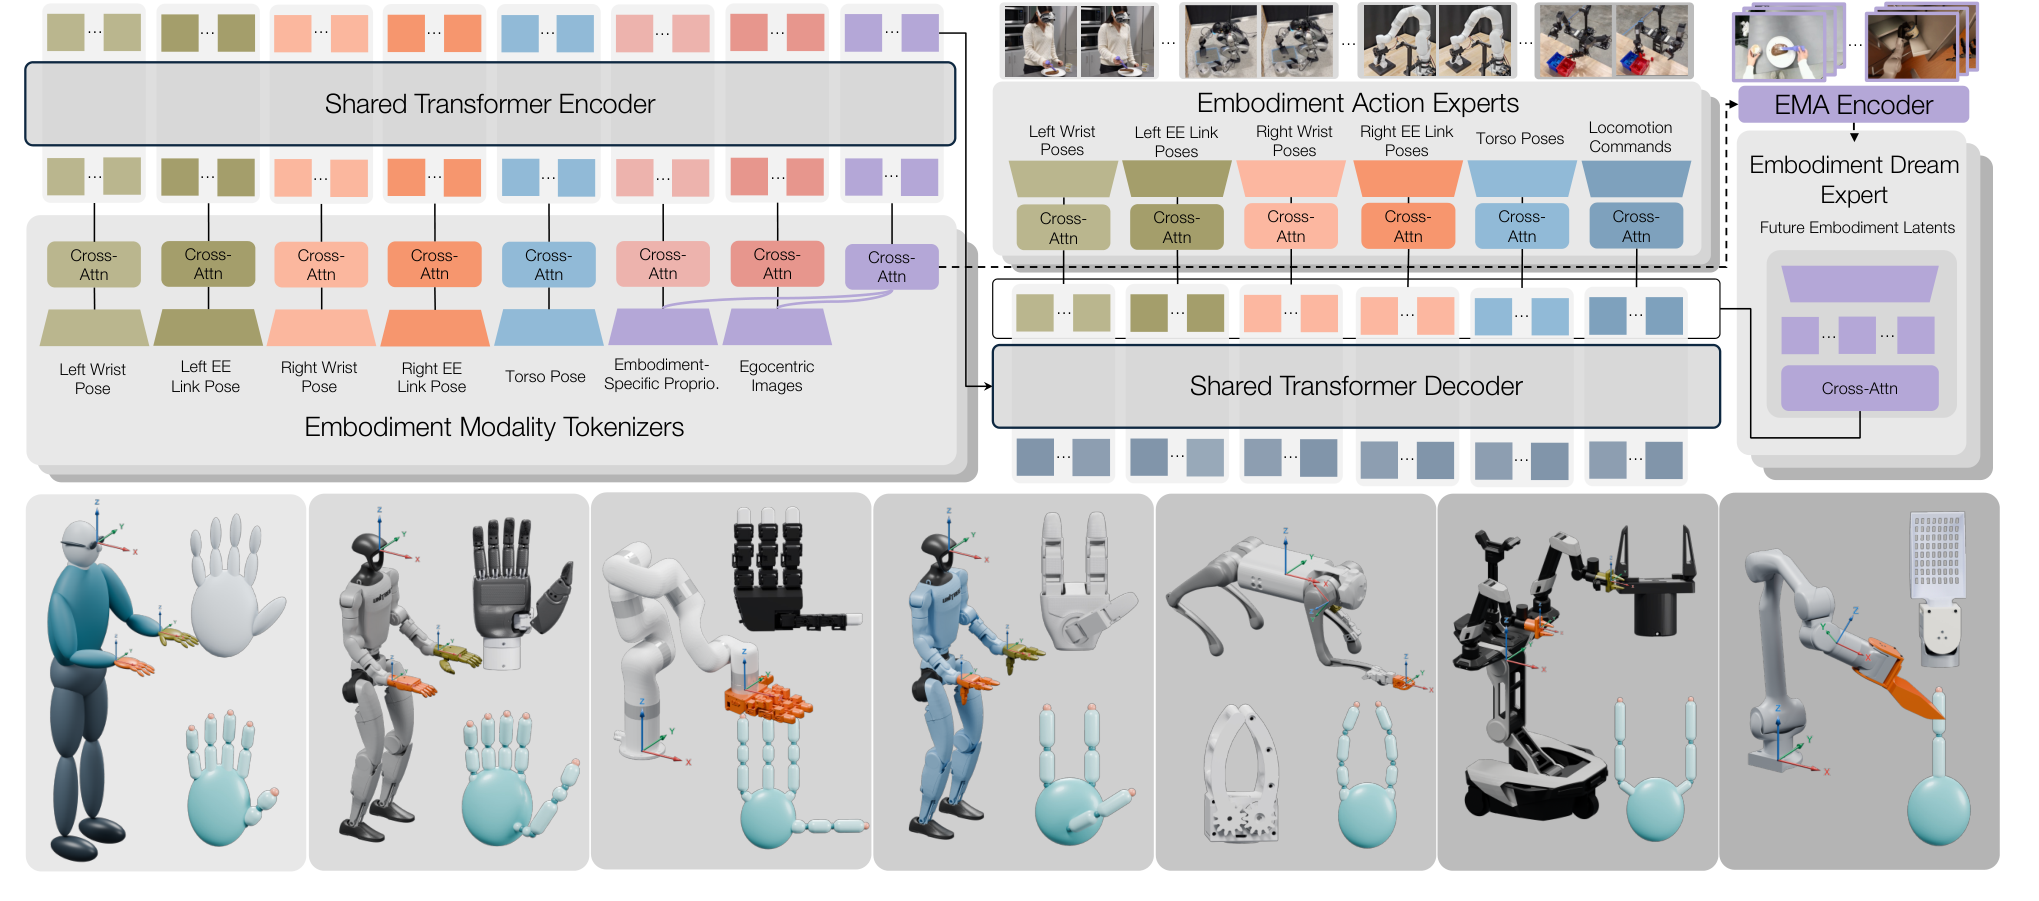 Shared Transformer Encoder
Cross-
Attn
Cross-
Attn
Cross-
Attn
Cross-
Attn
Cross-
Attn
Cross-
Attn
Cross-
Attn
Cross-
Attn
Left Wrist
Pose
Left EE
Link Pose
Right Wrist
Pose
Right EE
Link Pose
Torso Pose
Embodiment-
Specific Proprio.
Egocentric
Images
Embodiment Modality Tokenizers
Embodiment Action Experts
Left Wrist
Poses
Left EE Link
Poses
Right Wrist
Poses
Right EE Link
Poses
Torso Poses
Locomotion
Commands
Cross-
Attn
Cross-
Attn
Cross-
Attn
Cross-
Attn
Cross-
Attn
Cross-
Attn
Shared Transformer Decoder
EMA Encoder
Embodiment Dream
Expert
Future Embodiment Latents
Cross-Attn
Z
Y
X
Z
Y
X
Z
Y
X
Z
Y
X
Z
Y
X
Z
Y
X
Z
Y
X